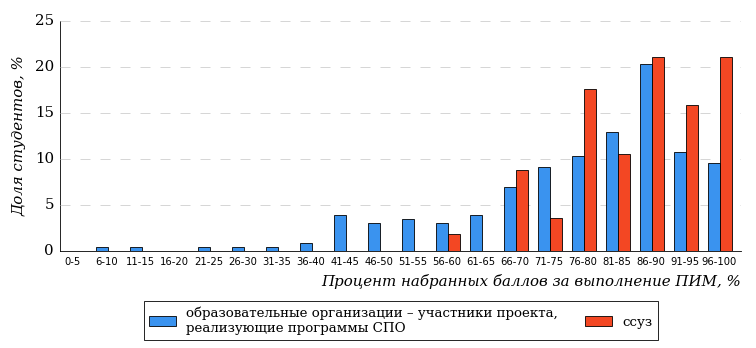 Доля студентов, %
25
20
15
10
5
0
0-5 6-10 11-15 16-20 21-25 26-30 31-35 36-40 41-45 46-50 51-55 56-60 61-65 66-70 71-75 76-80 81-85 86-90 91-95 96-100
Процент набранных баллов за выполнение ПИМ, %
образовательные организации – участники проекта,
реализующие программы СПО
ссуз